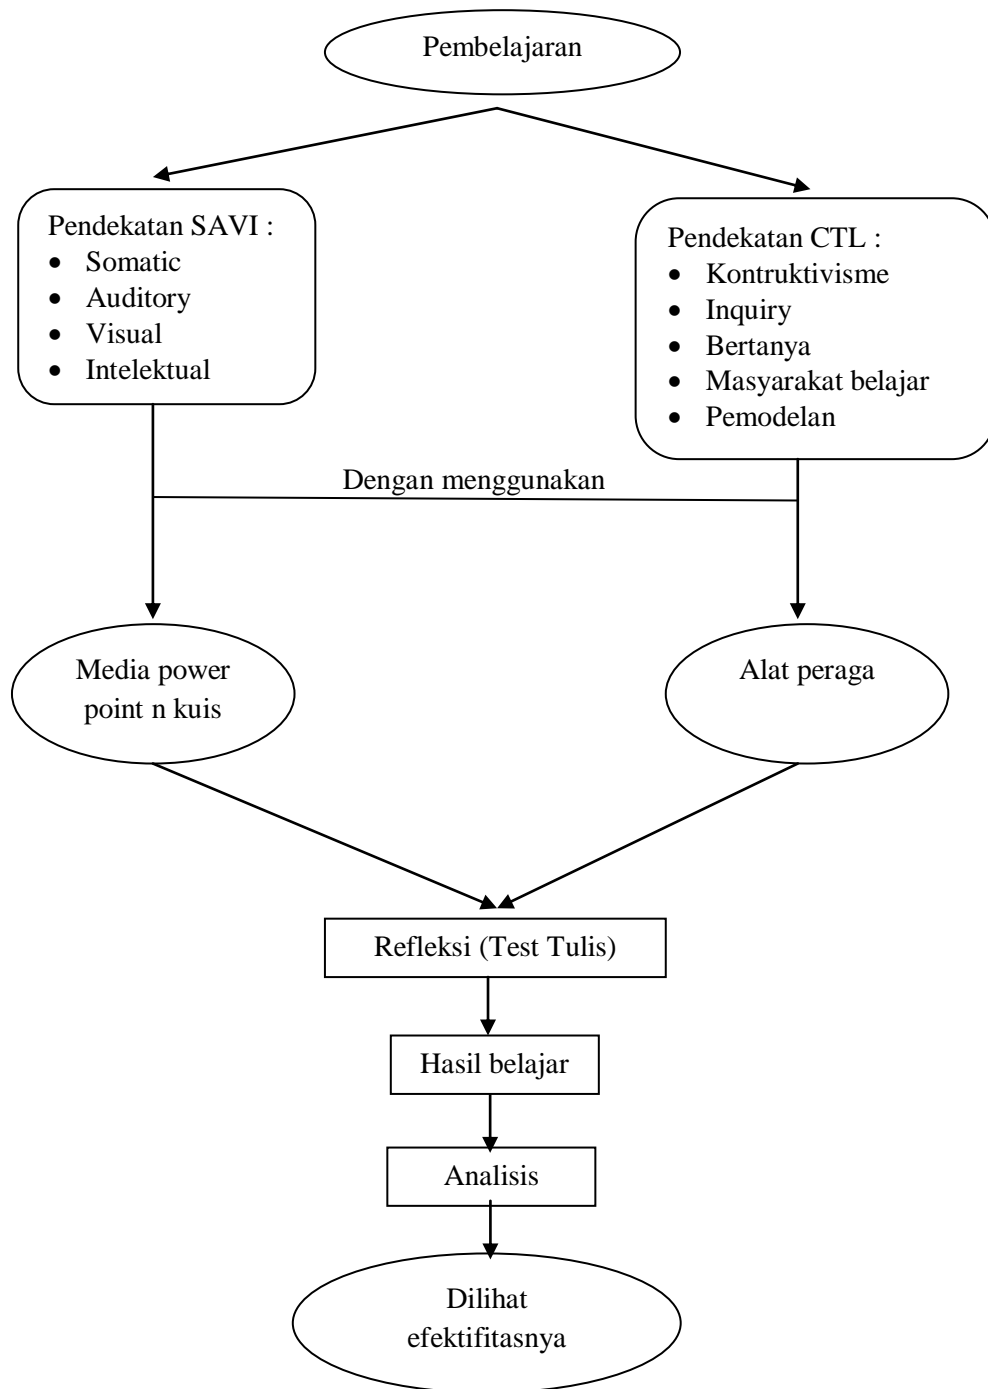 Pembelajaran
Pendekatan SAVI :
• Somatic
• Auditory
• Visual
• Intelektual
Pendekatan CTL :
• Kontruktivisme
• Inquiry
• Bertanya
• Masyarakat belajar
• Pemodelan
Dengan menggunakan
Media power
point n kuis
Alat peraga
Refleksi (Test Tulis)
Hasil belajar
Analisis
Dilihat
efektifitasnya